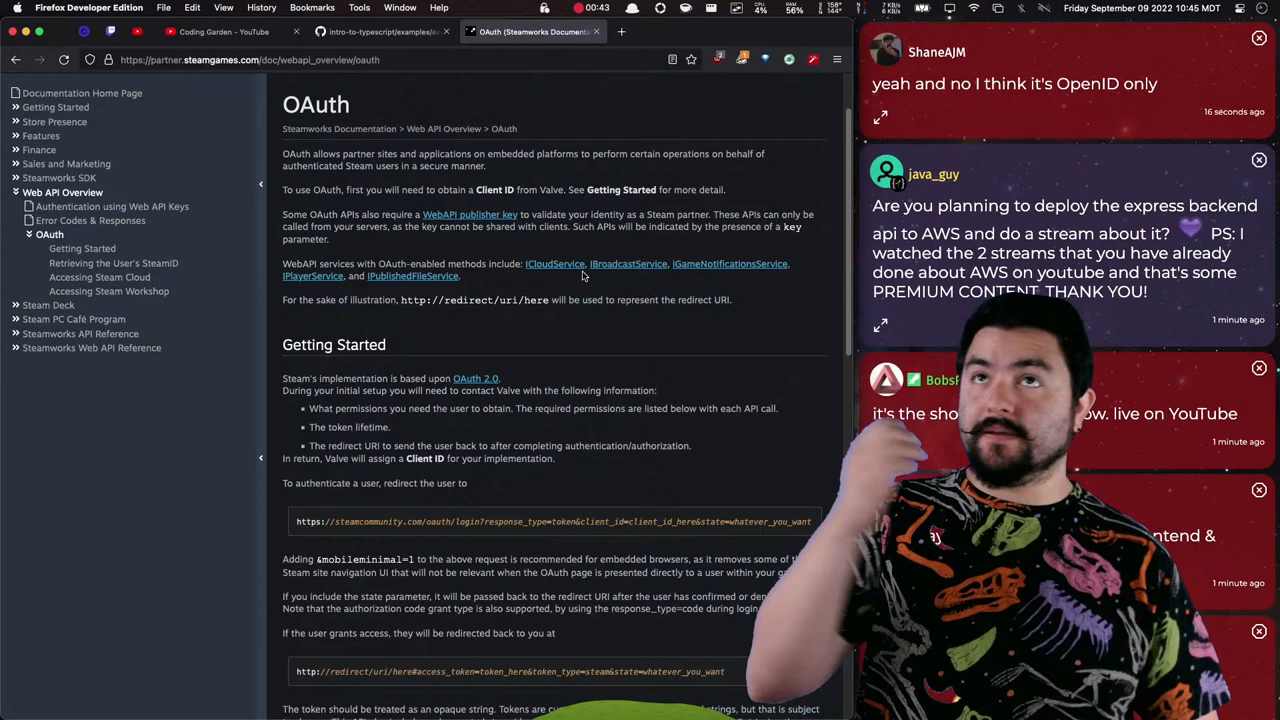 Firefox Developer Edition File Edit View History Bookmarks Tools Window Help
00:43
CPU 4% RAM 56%
Friday September 09 2022 10:45 MDT
Coding Garden - YouTube
intro-to-typescript/examples/ex
OAuth (Steamworks Documenta
https://partner.steamgames.com/doc/webapi_overview/oauth
Documentation Home Page
Getting Started
Store Presence
Features
Finance
Sales and Marketing
Steamworks SDK
Web API Overview
Authentication using Web API Keys
Error Codes & Responses
OAuth
Getting Started
Retrieving the User's SteamID
Accessing Steam Cloud
Accessing Steam Workshop
Steam Deck
Steam PC Café Program
Steamworks API Reference
Steamworks Web API Reference
OAuth
Steamworks Documentation > Web API Overview > OAuth
OAuth allows partner sites and applications on embedded platforms to perform certain operations on behalf of
authenticated Steam users in a secure manner.
To use OAuth, first you will need to obtain a Client ID from Valve. See Getting Started for more detail.
Some OAuth APIs also require a WebAPI publisher key to validate your identity as a Steam partner. These APIs can only be
called from your servers, as the key cannot be shared with clients. Such APIs will be indicated by the presence of a key
parameter.
WebAPI services with OAuth-enabled methods include: ICloudService, IBroadcastService, IGameNotificationsService,
IPlayerService, and IPublishedFileService.
For the sake of illustration, http://redirect/uri/here will be used to represent the redirect URI.
Getting Started
Steam's implementation is based upon OAuth 2.0.
During your initial setup you will need to contact Valve with the following information:
What permissions you need the user to obtain. The required permissions are listed below with each API call.
The token lifetime.
The redirect URI to send the user back to after completing authentication/authorization.
In return, Valve will assign a Client ID for your implementation.
To authenticate a user, redirect the user to
https://steamcommunity.com/oauth/login?response_type=token&client_id=client_id_here&state=whatever_you_want
Adding &mobileminimal=1 to the above request is recommended for embedded browsers, as it removes some of the
Steam site navigation UI that will not be relevant when the OAuth page is presented directly to a user within your
If you include the state parameter, it will be passed back to the redirect URI after the user has confirmed or
Note that the authorization code grant type is also supported, by using the response_type=code during login
If the user grants access, they will be redirected back to you at
http://redirect/uri/here#access_token=token_here&token_type=steam&state=whatever_you_want
The token should be treated as an opaque string. Tokens are strings, but that is subject
ShaneAJM
yeah and no I think it's OpenID only
16 seconds ago
java_guy
Are you planning to deploy the express backend
api to AWS and do a stream about it? PS: I
watched the 2 streams that you have already
done about AWS on youtube and that's some
PREMIUM CONTENT THANK YOU!
1 minute ago
it's the live on YouTube
1 minute ago
&
1 minute ago